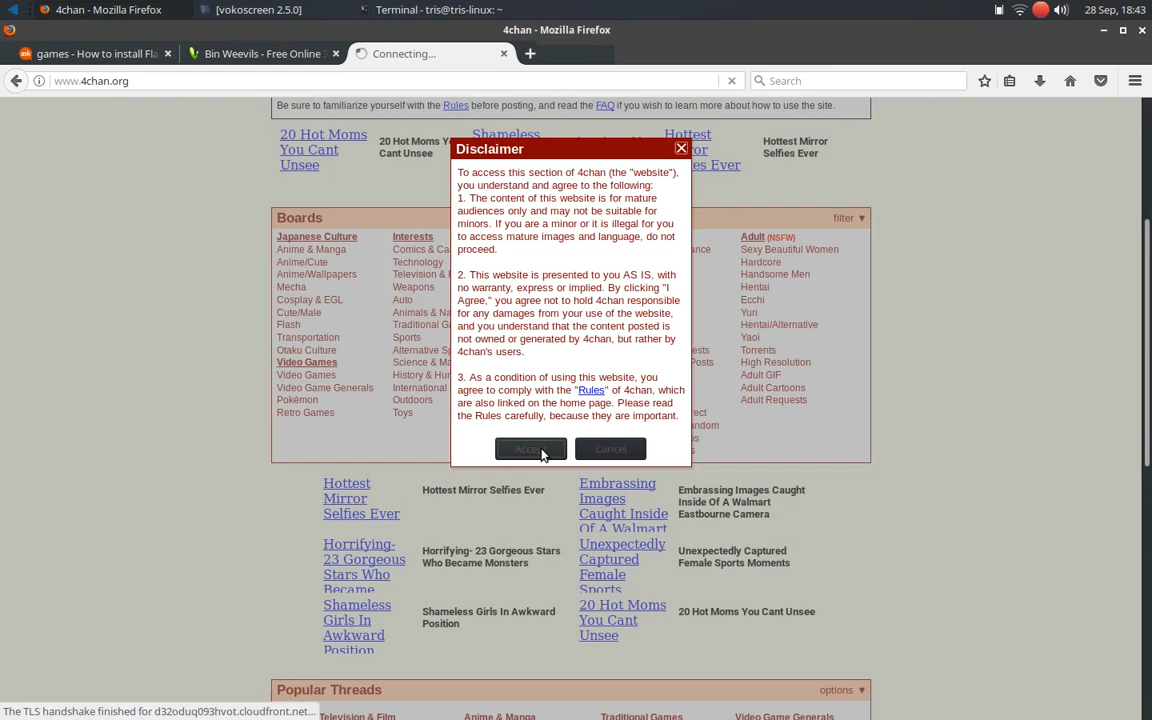 4chan - Mozilla Firefox
[vokoscreen 2.5.0]
Terminal - tris@tris-linux: ~
28 Sep, 18:43
4chan - Mozilla Firefox
games - How to install Fla
Bin Weevils - Free Online
Connecting...
www.4chan.org
Search
Be sure to familiarize yourself with the Rules before posting, and read the FAQ if you wish to learn more about how to use the site.
20 Hot Moms
You Cant
Unsee
20 Hot Moms Y
Cant Unsee
Shameless
Hottest
Mirror
Selfies Ever
Disclaimer
To access this section of 4chan (the "website"),
you understand and agree to the following:
1. The content of this website is for mature
audiences only and may not be suitable for
minors. If you are a minor or it is illegal for you
to access mature images and language, do not
proceed.
2. This website is presented to you AS IS, with
no warranty, express or implied. By clicking "I
Agree," you agree not to hold 4chan responsible
for any damages from your use of the website,
and you understand that the content posted is
not owned or generated by 4chan, but rather by
4chan's users.
3. As a condition of using this website, you
agree to comply with the "Rules" of 4chan, which
are also linked on the home page. Please read
the Rules carefully, because they are important.
Cancel
Boards
filter ▼
Japanese Culture
Anime & Manga
Anime/Cute
Anime/Wallpapers
Mecha
Cosplay & EGL
Cute/Male
Flash
Transportation
Otaku Culture
Video Games
Video Games
Video Game Generals
Pokémon
Retro Games
Interests
Comics & Ca
Technology
Television & F
Weapons
Auto
Animals & Na
Traditional Ga
Sports
Alternative Sp
Science & Ma
History & Hum
International
Outdoors
Toys
Adult (NSFW)
Sexy Beautiful Women
Hardcore
Handsome Men
Hentai
Ecchi
Yuri
Hentai/Alternative
Yaoi
Torrents
High Resolution
Adult GIF
Adult Cartoons
Adult Requests
Hottest
Mirror
Selfies Ever
Hottest Mirror Selfies Ever
Embrassing
Images
Caught Inside
Of A Walmart
Embrassing Images Caught
Inside Of A Walmart
Eastbourne Camera
Horrifying-
23 Gorgeous
Stars Who
Became
Horrifying- 23 Gorgeous Stars
Who Became Monsters
Unexpectedly
Captured
Female
Sports
Unexpectedly Captured
Female Sports Moments
Shameless
Girls In
Awkward
Position
Shameless Girls In Awkward
Position
20 Hot Moms
You Cant
Unsee
20 Hot Moms You Cant Unsee
Popular Threads
options ▼
Television & Film
Anime & Manga
Traditional Games
Video Game Generals
The TLS handshake finished for d32oduq093hvot.cloudfront.net...